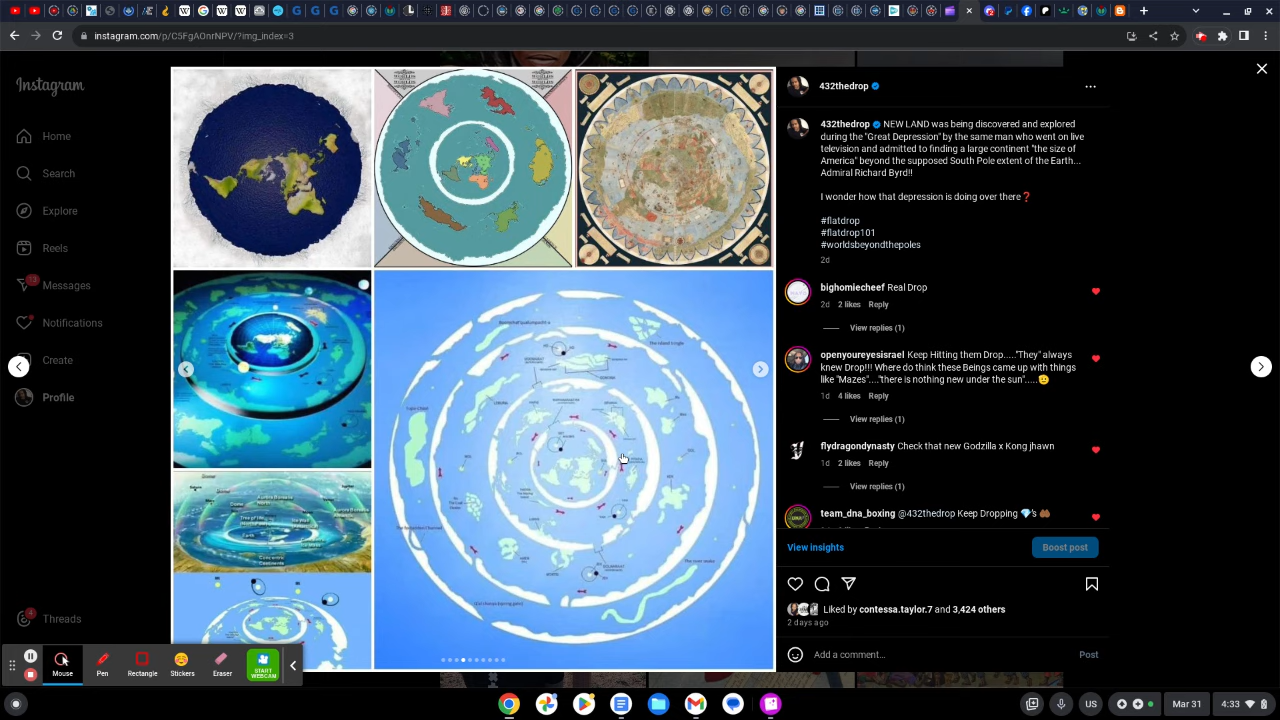 instagram.com/p/C5FgAOnrNPV/?img_index=3
Instagram
Home
Search
Explore
Reels
13
Messages
Notifications
Create
Profile
4
Threads
432thedrop
432thedrop NEW LAND was being discovered and explored
during the "Great Depression" by the same man who went on live
television and admitted to finding a large continent "the size of
America" beyond the supposed South Pole extent of the Earth...
Admiral Richard Byrd!!
I wonder how that depression is doing over there❓
#flatdrop
#flatdrop101
#worldsbeyondthepoles
2d
bighomiecheef Real Drop
2d 2 likes Reply
View replies (1)
openyoureyesisrael Keep Hitting them Drop....."They" always
knew Drop!!! Where do think these Beings came up with things
like "Mazes"...."there is nothing new under the sun".....🫡
1d 4 likes Reply
View replies (1)
flydragondynasty Check that new Godzilla x Kong jhawn
1d 2 likes Reply
View replies (1)
team_dna_boxing @432thedrop Keep Dropping 💎's 🙏🏾
View insights
Boost post
Liked by contessa.taylor.7 and 3,424 others
2 days ago
Add a comment...
Post
The island jungle
Earth
Mouse
Pen
Rectangle
Stickers
Eraser
START
WEBCAM
US
Mar 31
4:33